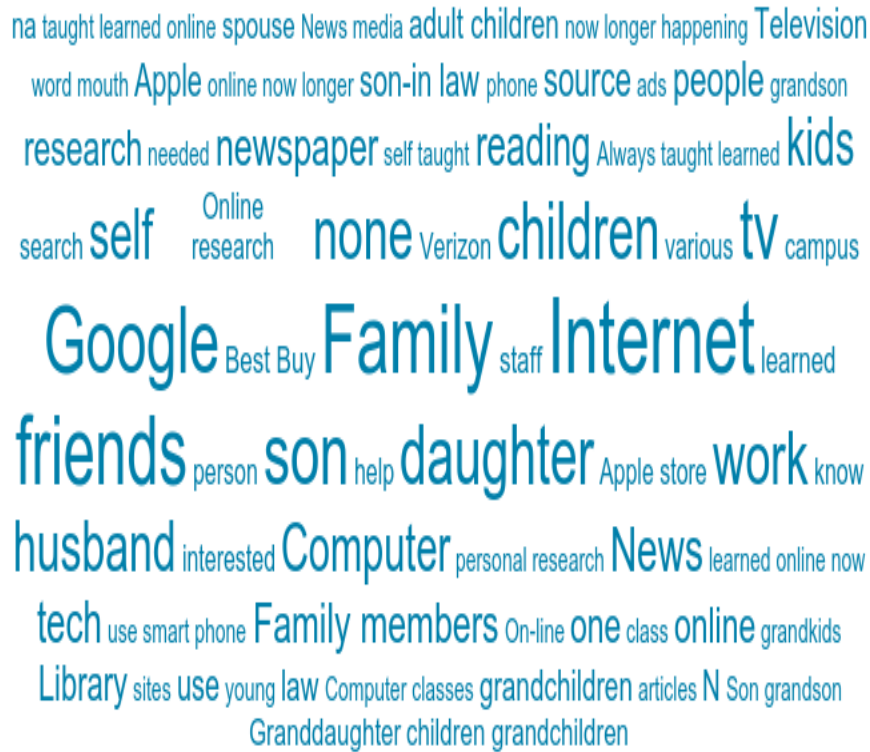 na taught learned online spouse News media adult children now longer happening Television
word mouth Apple online now longer son-in law phone source ads people grandson
research needed newspaper self taught reading Always taught learned kids
search self Online research none Verizon children various tv campus
Google Best Buy Family staff Internet learned
friends person son help daughter Apple store work know
husband interested Computer personal research News learned online now
tech use smart phone Family members On-line one class online grandkids
Library sites use young law Computer classes grandchildren articles N Son grandson
Granddaughter children grandchildren